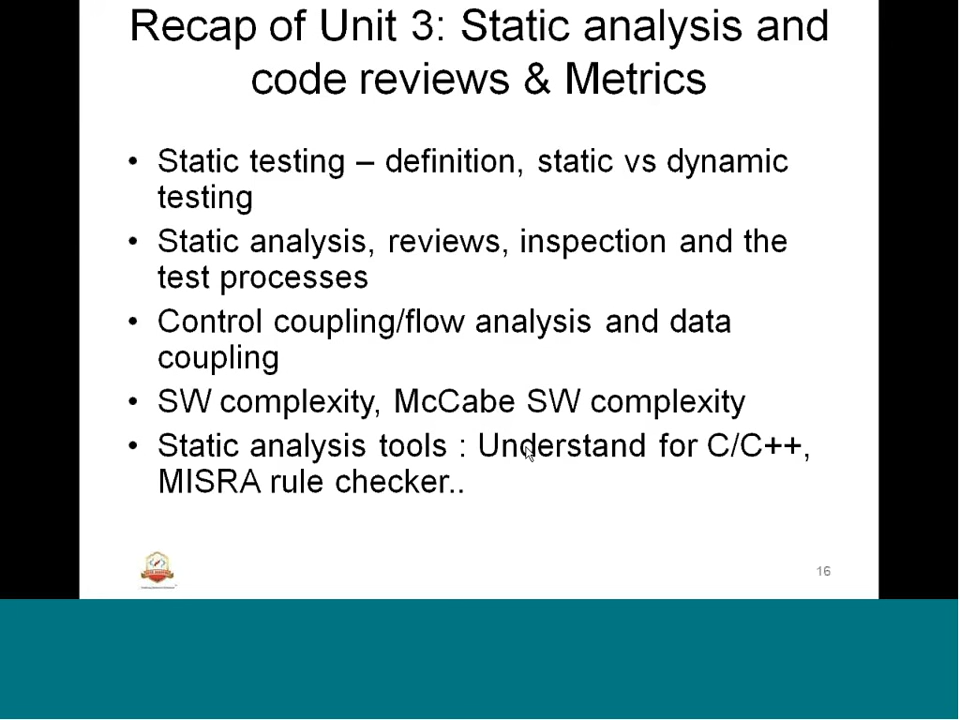 Recap of Unit 3: Static analysis and
code reviews & Metrics
• Static testing – definition, static vs dynamic
testing
• Static analysis, reviews, inspection and the
test processes
• Control coupling/flow analysis and data
coupling
• SW complexity, McCabe SW complexity
• Static analysis tools : Understand for C/C++,
MISRA rule checker..
16